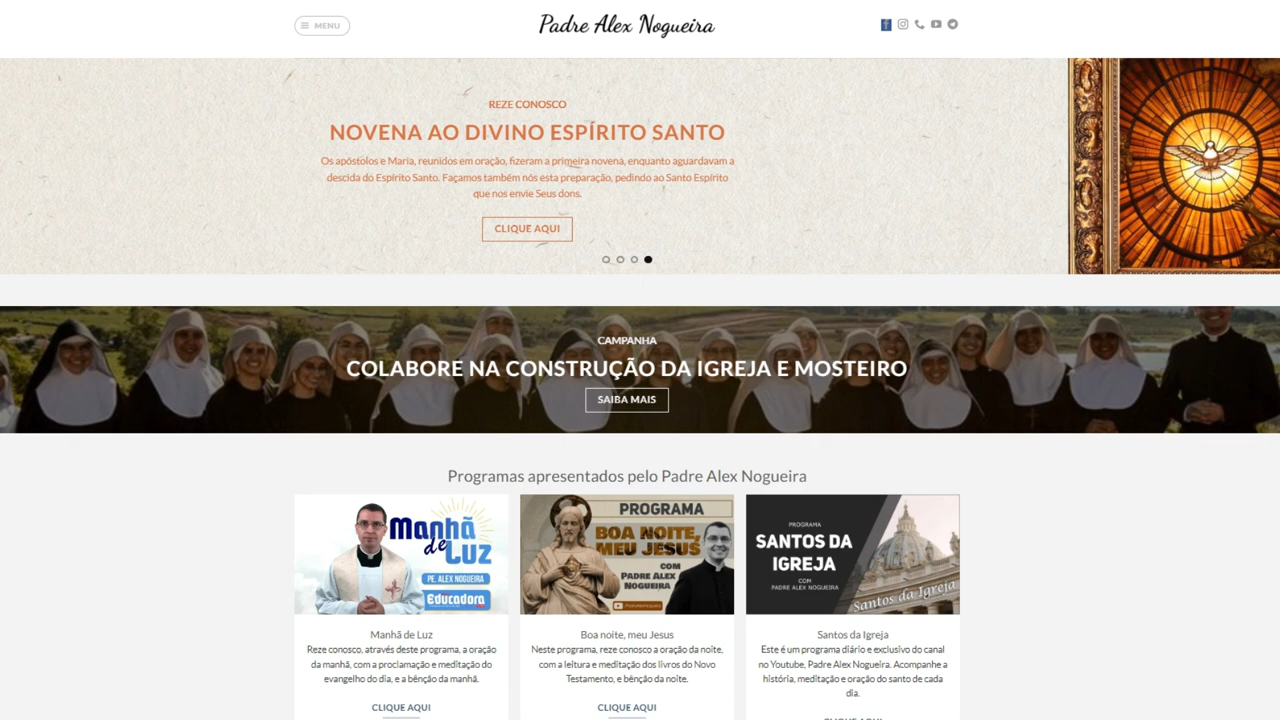 MENU
Padre Alex Nogueira
REZE CONOSCO
NOVENA AO DIVINO ESPÍRITO SANTO
Os apóstolos e Maria, reunidos em oração, fizeram a primeira novena, enquanto aguardavam a
descida do Espírito Santo. Façamos também nós esta preparação, pedindo ao Santo Espírito
que nos envie Seus dons.
CLIQUE AQUI
CAMPANHA
COLABORE NA CONSTRUÇÃO DA IGREJA E MOSTEIRO
SAIBA MAIS
Programas apresentados pelo Padre Alex Nogueira
Manhã
de Luz
PE. ALEX NOGUEIRA
Educadora
PROGRAMA
BOA NOITE,
MEU JESUS
COM
PADRE ALEX
NOGUEIRA
PROGRAMA
SANTOS DA
IGREJA
COM
PADRE ALEX NOGUEIRA
Santos da Igreja
Manhã de Luz
Reze conosco, através deste programa, a oração
da manhã, com a proclamação e meditação do
evangelho do dia, e a bênção da manhã.
CLIQUE AQUI
Boa noite, meu Jesus
Neste programa, reze conosco a oração da noite,
com a leitura e meditação dos livros do Novo
Testamento, e bênção da noite.
CLIQUE AQUI
Santos da Igreja
Este é um programa diário e exclusivo do canal
no Youtube, Padre Alex Nogueira. Acompanhe a
história, meditação e oração do santo de cada
dia.
CLIQUE AQUI